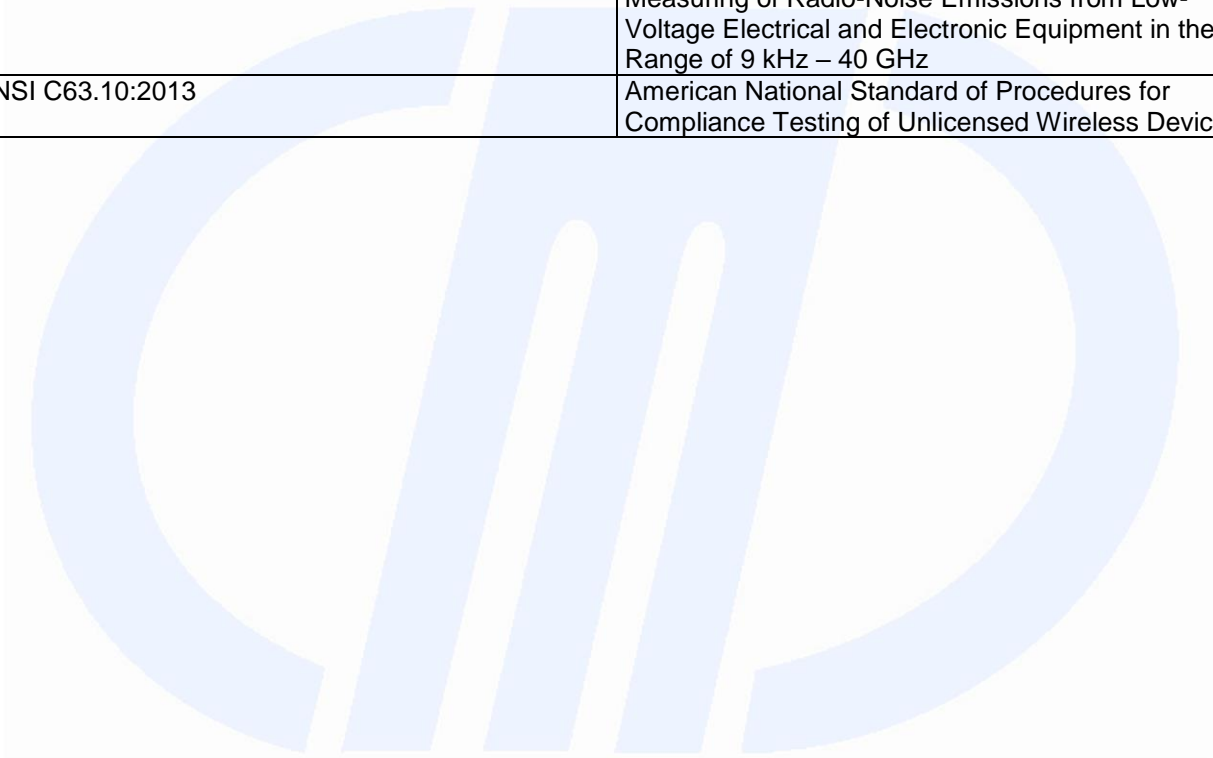 Measuring of Radio-Noise Emissions from Low-
Voltage Electrical and Electronic Equipment in the
Range of 9 kHz – 40 GHz
NSI C63.10:2013
American National Standard of Procedures for
Compliance Testing of Unlicensed Wireless Devic